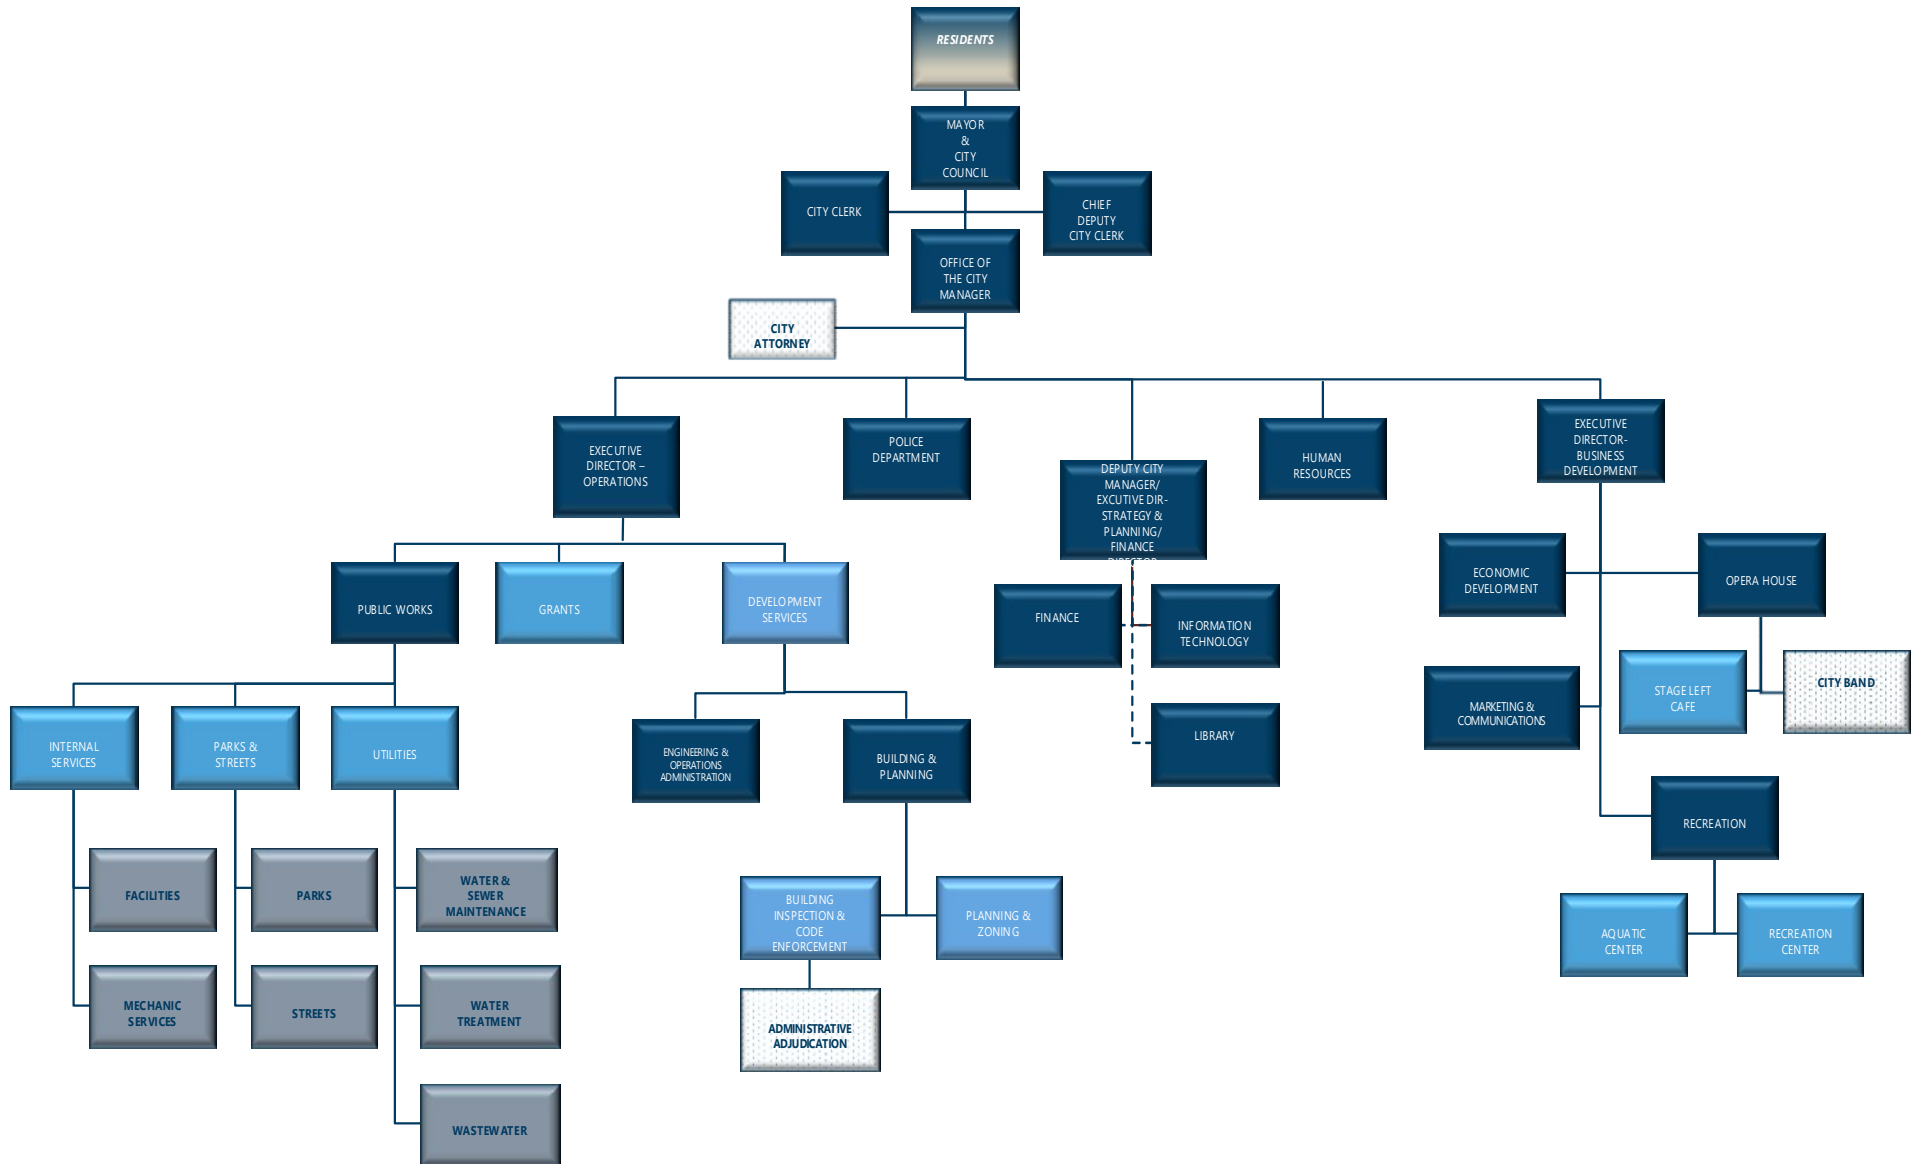 RESIDENTS
MAYOR
&
CITY
COUNCIL
CITY CLERK
CHIEF
DEPUTY
CITY CLERK
OFFICE OF
THE CITY
MANAGER
CITY
ATTORNEY
EXECUTIVE
DIRECTOR –
OPERATIONS
POLICE
DEPARTMENT
DEPUTY CITY
MANAGER/
EXCUTIVE DIR-
STRATEGY &
PLANNING/
FINANCE
DIRECTOR
HUMAN
RESOURCES
EXECUTIVE
DIRECTOR-
BUSINESS
DEVELOPMENT
PUBLIC WORKS
GRANTS
DEVELOPMENT
SERVICES
FINANCE
INFORMATION
TECHNOLOGY
LIBRARY
ECONOMIC
DEVELOPMENT
OPERA HOUSE
MARKETING &
COMMUNICATIONS
STAGE LEFT
CAFE
CITY BAND
INTERNAL
SERVICES
PARKS &
STREETS
UTILITIES
ENGINEERING &
OPERATIONS
ADMINISTRATION
BUILDING &
PLANNING
RECREATION
FACILITIES
PARKS
WATER &
SEWER
MAINTENANCE
BUILDING
INSPECTION &
CODE
ENFORCEMENT
PLANNING &
ZONING
AQUATIC
CENTER
RECREATION
CENTER
MECHANIC
SERVICES
STREETS
WATER
TREATMENT
ADMINISTRATIVE
ADJUDICATION
WASTEWATER